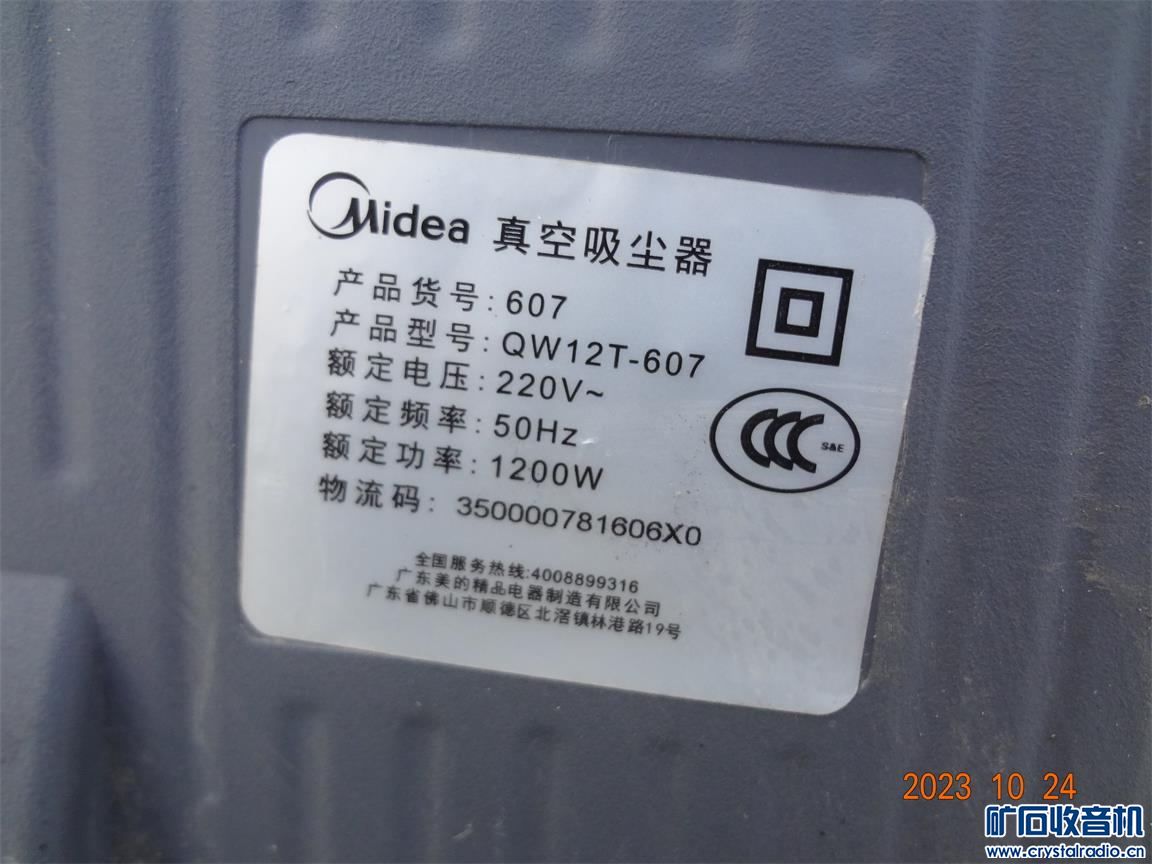 Midea 真空吸尘器
产品货号: 607
产品型号: QW12T-607
额定电压: 220V~
额定频率: 50Hz
额定功率: 1200W
物流码: 350000781606X0
CCC S&E
全国服务热线:4008899316
广东美的精品电器制造有限公司
广东省佛山市顺德区北滘镇林港路19号
2023 10 24
矿石收音机
www.crystalradio.cn